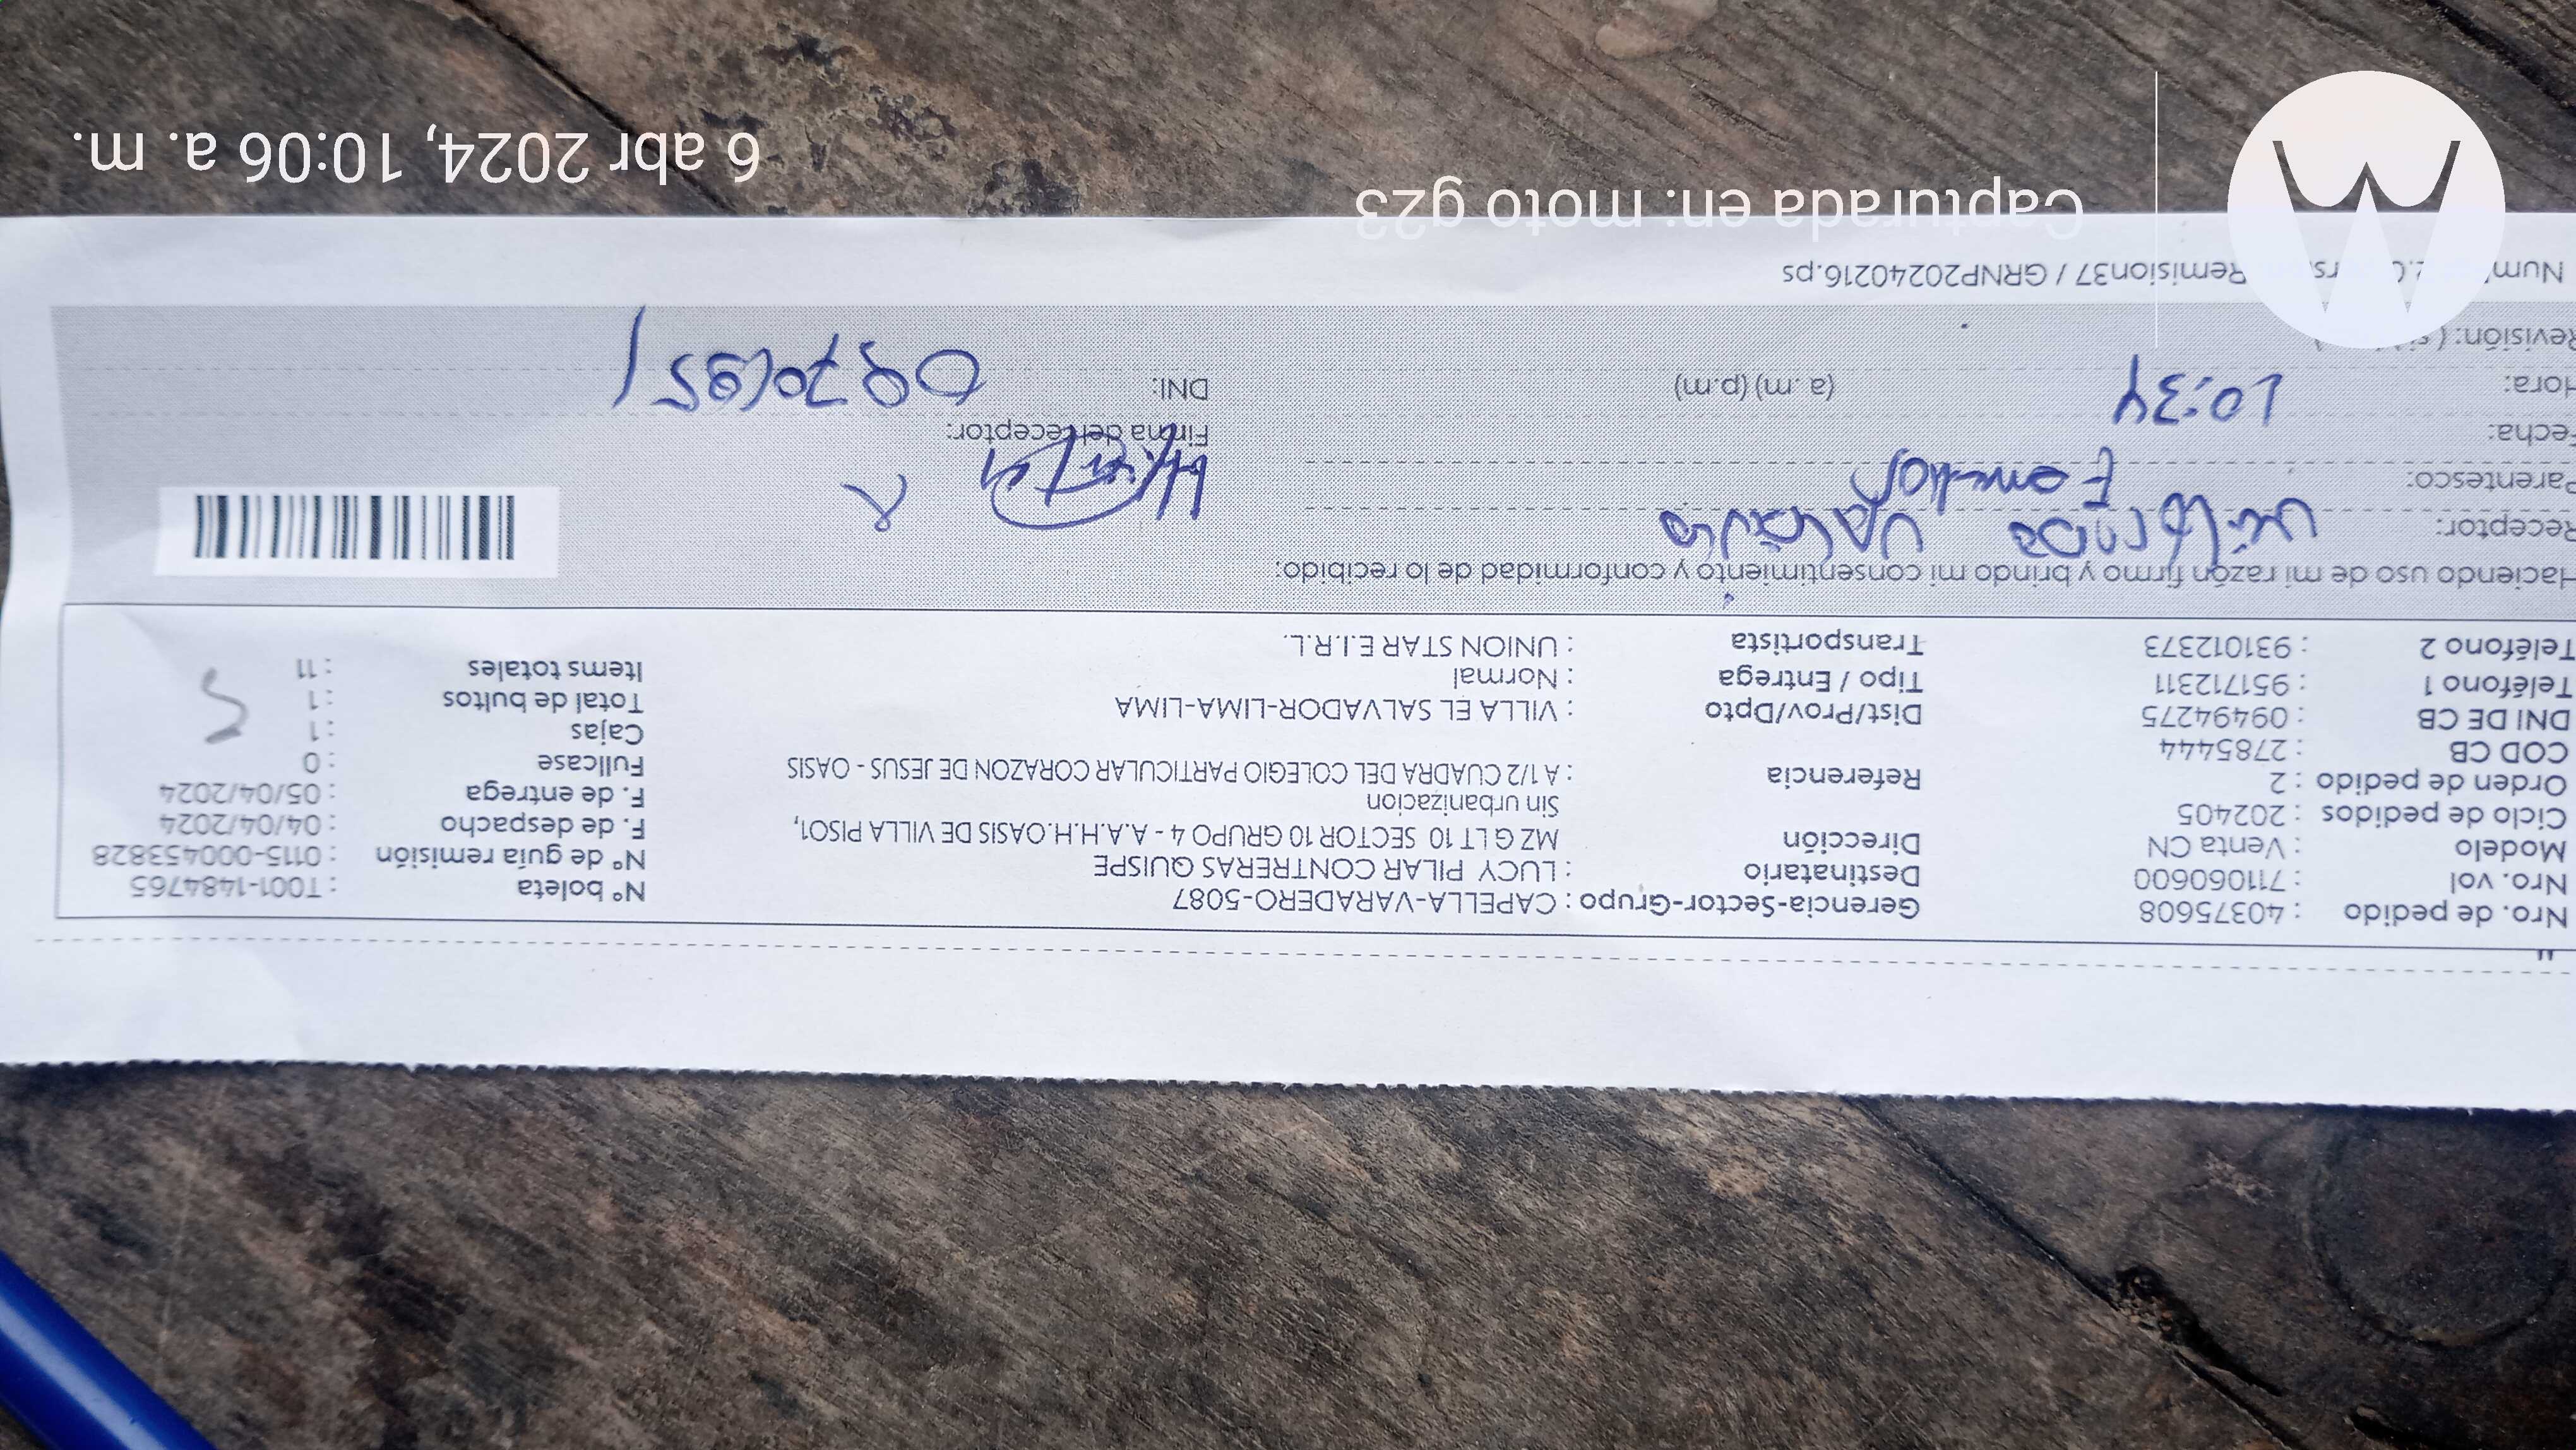 Nro. de pedido : 40375608 Gerencia-Sector-Grupo : CAPELLA-VARADERO-5087 N° boleta : T001-1484765
Nro. vol : 711060600 Destinatario : LUCY PILAR CONTRERAS QUISPE N° de guía remisión : 0115-000453828
Modelo : Venta CN Dirección MZ G LT 10 SECTOR 10 GRUPO 4 - A.A.H.H.OASIS DE VILLA PISO1, F. de despacho : 04/04/2024
Ciclo de pedidos : 202405 Sin urbanizacion F. de entrega : 05/04/2024
Orden de pedido : 2 Referencia : A 1/2 CUADRA DEL COLEGIO PARTICULAR CORAZON DE JESUS - OASIS Fullcase : 0
COD CB : 2785444 Cajas : 1
DNI DE CB : 09494275 Dist/Prov/Dpto : VILLA EL SALVADOR-LIMA-LIMA Total de bultos : 1
Teléfono 1 : 951712311 Tipo / Entrega : Normal Items totales : 11
Teléfono 2 : 931012373 Transportista : UNION STAR E.I.R.L.
Haciendo uso de mi razón firmo y brindo mi consentimiento y conformidad de lo recibido:
Receptor:
Parentesco:
Fecha: Firma del receptor:
Hora: 10:34 (a. m) (p.m) DNI:
Revisión: (
Remision37 / GRNP20240216.ps
Capturada en: moto g23
6 abr 2024, 10:06 a. m.